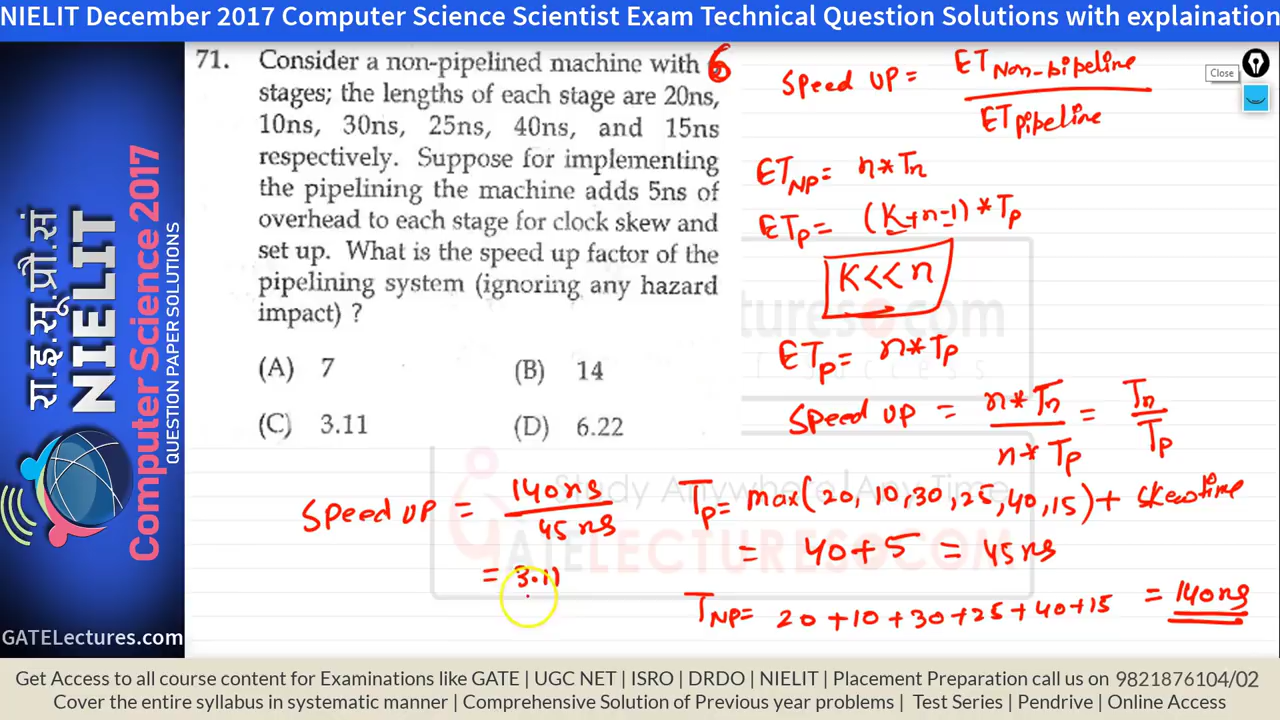 NIELIT December 2017 Computer Science Scientist Exam Technical Question Solutions with explaination
रा.इ.सू.प्रौ.सं
NIELIT
Computer Science 2017
QUESTION PAPER SOLUTIONS
GATELectures.com
71. Consider a non-pipelined machine with 6
stages; the lengths of each stage are 20ns,
10ns, 30ns, 25ns, 40ns, and 15ns
respectively. Suppose for implementing
the pipelining the machine adds 5ns of
overhead to each stage for clock skew and
set up. What is the speed up factor of the
pipelining system (ignoring any hazard
impact) ?
(A) 7 (B) 14
(C) 3.11 (D) 6.22
Speed UP = ET Non-pipeline
ET pipeline
Close
ET NP = n * Tn
ET P = (K+n-1) * Tp
K << n
ET P = n * Tp
Speed UP = n * Tn = Tn
n * Tp Tp
Speed UP = 140 ns
45 ns
= 3.11
Tp = max(20, 10, 30, 25, 40, 15) + skew time
= 40 + 5 = 45 ns
T NP = 20 + 10 + 30 + 25 + 40 + 15 = 140 ns
Study Anywhere Any Time
GATELECTURES.COM
Get Access to all course content for Examinations like GATE | UGC NET | ISRO | DRDO | NIELIT | Placement Preparation call us on 9821876104/02
Cover the entire syllabus in systematic manner | Comprehensive Solution of Previous year problems | Test Series | Pendrive | Online Access